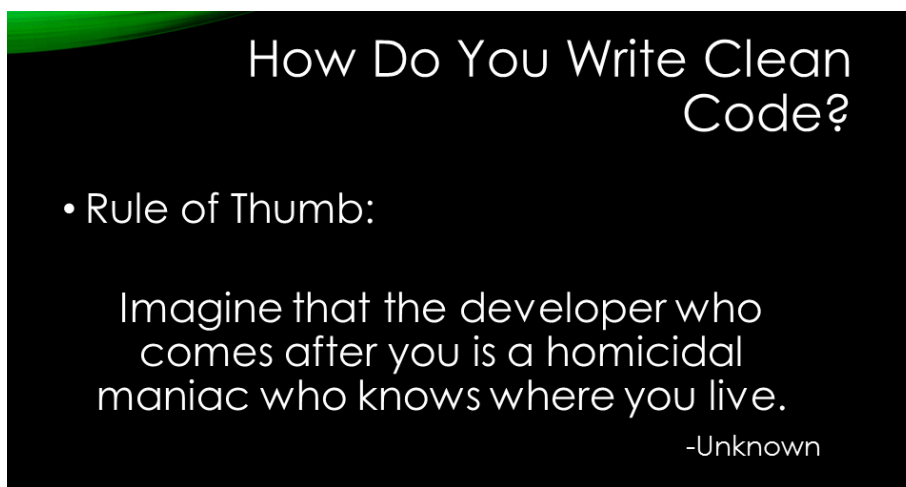 How Do You Write Clean
Code?
• Rule of Thumb:
Imagine that the developer who
comes after you is a homicidal
maniac who knows where you live.
-Unknown